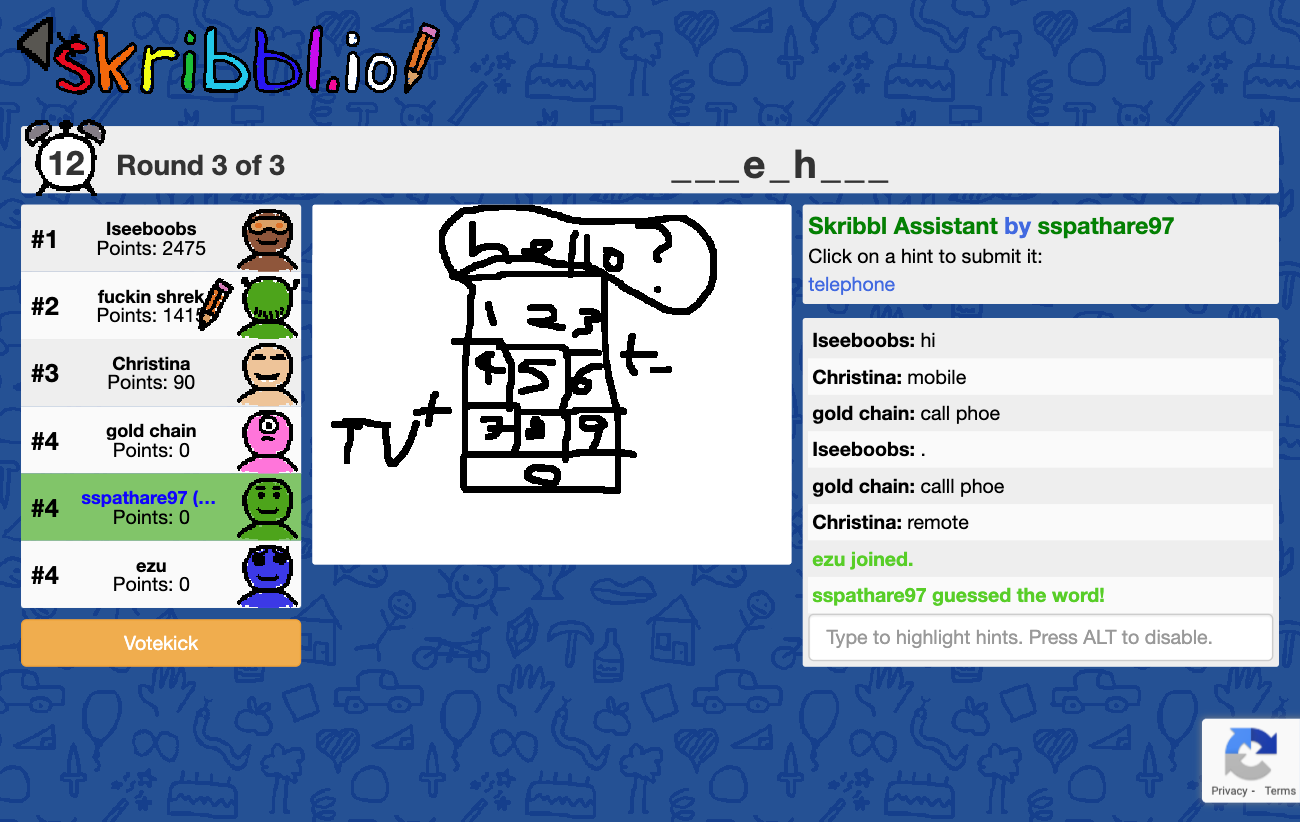 skribbl.io
12
Round 3 of 3
___e_h___
#1
Iseeboobs
Points: 2475
#2
fuckin shrek
Points: 141
#3
Christina
Points: 90
#4
gold chain
Points: 0
#4
sspathare97 (...
Points: 0
#4
ezu
Points: 0
Votekick
hello?
1 2 3
4 5 6
7 8 9
0
+-
TV+
Skribbl Assistant by sspathare97
Click on a hint to submit it:
telephone
Iseeboobs: hi
Christina: mobile
gold chain: call phoe
Iseeboobs: .
gold chain: calll phoe
Christina: remote
ezu joined.
sspathare97 guessed the word!
Type to highlight hints. Press ALT to disable.
Privacy - Terms